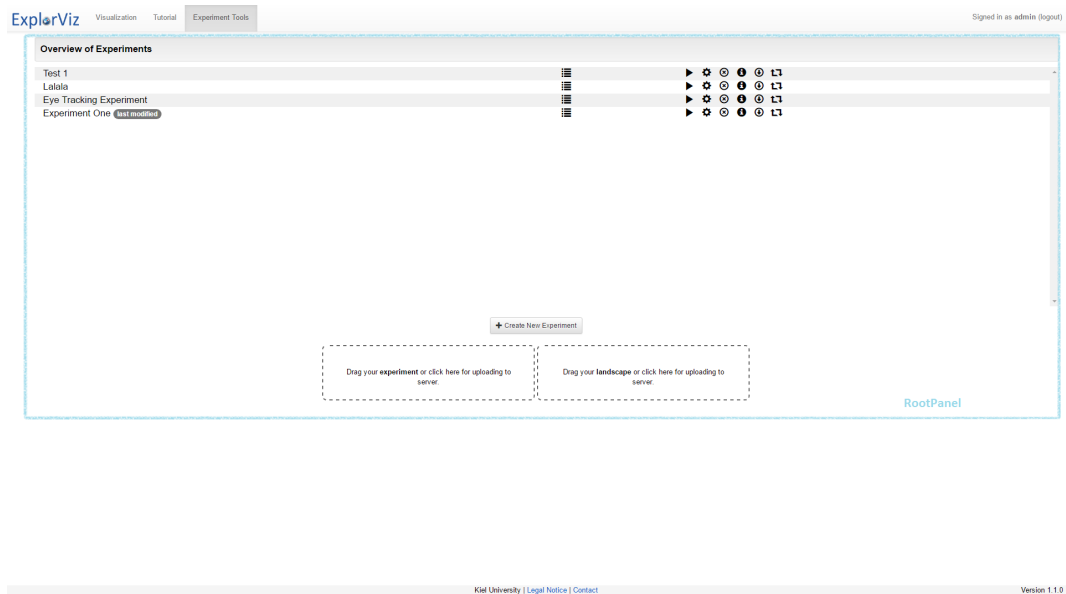 ExplorViz Visualization Tutorial Experiment Tools Signed in as admin (logout)
Overview of Experiments
Test 1
Lalala
Eye Tracking Experiment
Experiment One last modified
Create New Experiment
Drag your experiment or click here for uploading to
server.
Drag your landscape or click here for uploading to
server.
RootPanel
Kiel University | Legal Notice | Contact Version 1.1.0